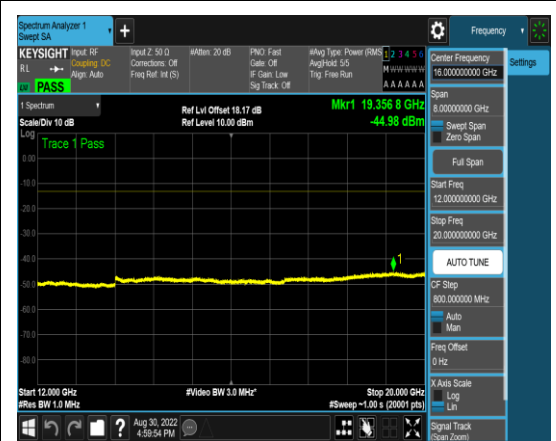 Spectrum Analyzer 1
Swept SA
Frequency
KEYSIGHT
RL
PASS
Input: RF
Coupling: DC
Align: Auto
Input Z: 50 Ω
Corrections: Off
Freq Ref: Int (S)
#Atten: 20 dB
PNO: Fast
Gate: Off
IF Gain: Low
Sig Track: Off
#Avg Type: Power (RMS
Avg|Hold: 5/5
Trig: Free Run
1 2 3 4 5 6
M W W W W W
A A A A A A
1 Spectrum
Scale/Div 10 dB
Log
Ref Lvl Offset 18.17 dB
Ref Level 10.00 dBm
Mkr1 19.356 8 GHz
-44.98 dBm
Trace 1 Pass
0.00
-10.0
-20.0
-30.0
-40.0
-50.0
-60.0
-70.0
-80.0
1
Start 12.000 GHz
#Res BW 1.0 MHz
#Video BW 3.0 MHz*
Stop 20.000 GHz
#Sweep ~1.00 s (20001 pts)
Aug 30, 2022
4:59:54 PM
Center Frequency
16.000000000 GHz
Settings
Span
8.00000000 GHz
Swept Span
Zero Span
Full Span
Start Freq
12.000000000 GHz
Stop Freq
20.000000000 GHz
AUTO TUNE
CF Step
800.000000 MHz
Auto
Man
Freq Offset
0 Hz
X Axis Scale
Log
Lin
Signal Track
(Span Zoom)